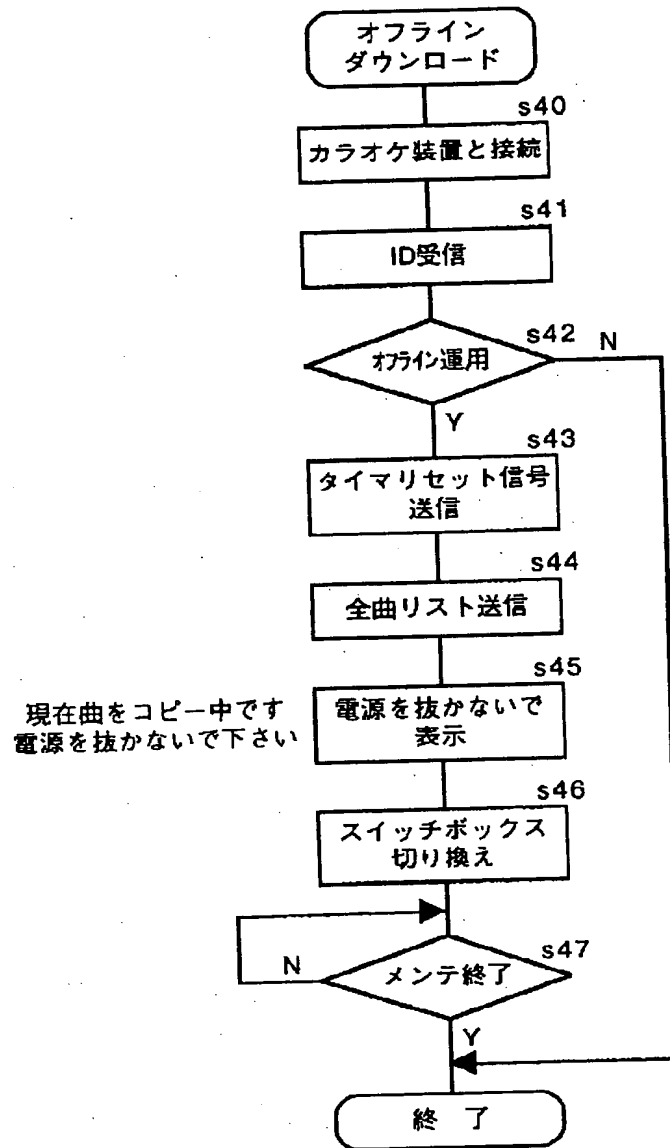 オフライン
ダウンロード
s40
カラオケ装置と接続
s41
ID受信
s42
オフライン運用
N
Y
s43
タイマリセット信号
送信
s44
全曲リスト送信
s45
現在曲をコピー中です
電源を抜かないで下さい
電源を抜かないで
表示
s46
スイッチボックス
切り換え
s47
N
メンテ終了
Y
終了